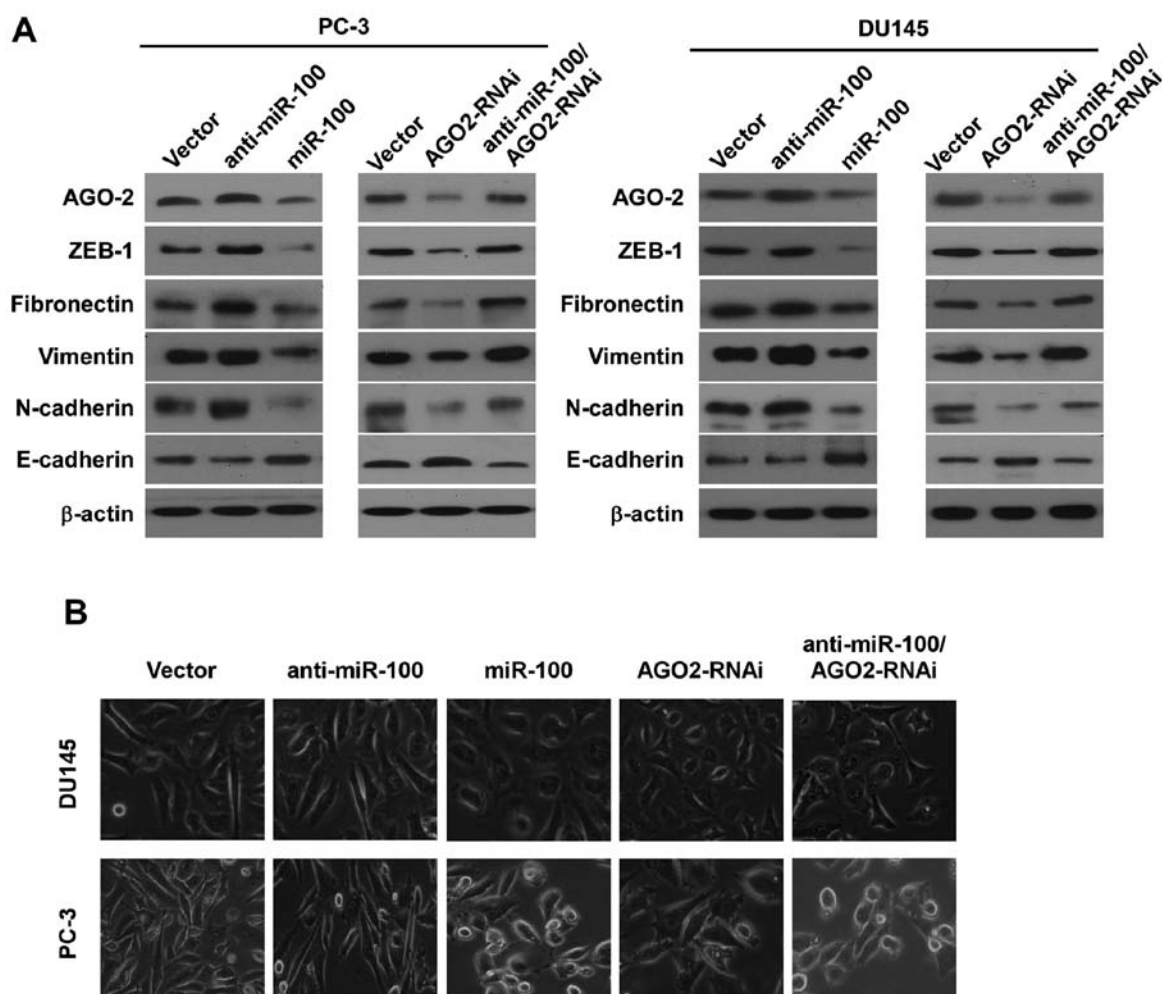 A
PC-3
DU145
Vector
anti-miR-100
miR-100
Vector
AGO2-RNAi
anti-miR-100/
AGO2-RNAi
Vector
anti-miR-100
miR-100
Vector
AGO2-RNAi
anti-miR-100/
AGO2-RNAi
AGO-2
ZEB-1
Fibronectin
Vimentin
N-cadherin
E-cadherin
β-actin
AGO-2
ZEB-1
Fibronectin
Vimentin
N-cadherin
E-cadherin
β-actin
B
Vector
anti-miR-100
miR-100
AGO2-RNAi
anti-miR-100/
AGO2-RNAi
DU145
PC-3